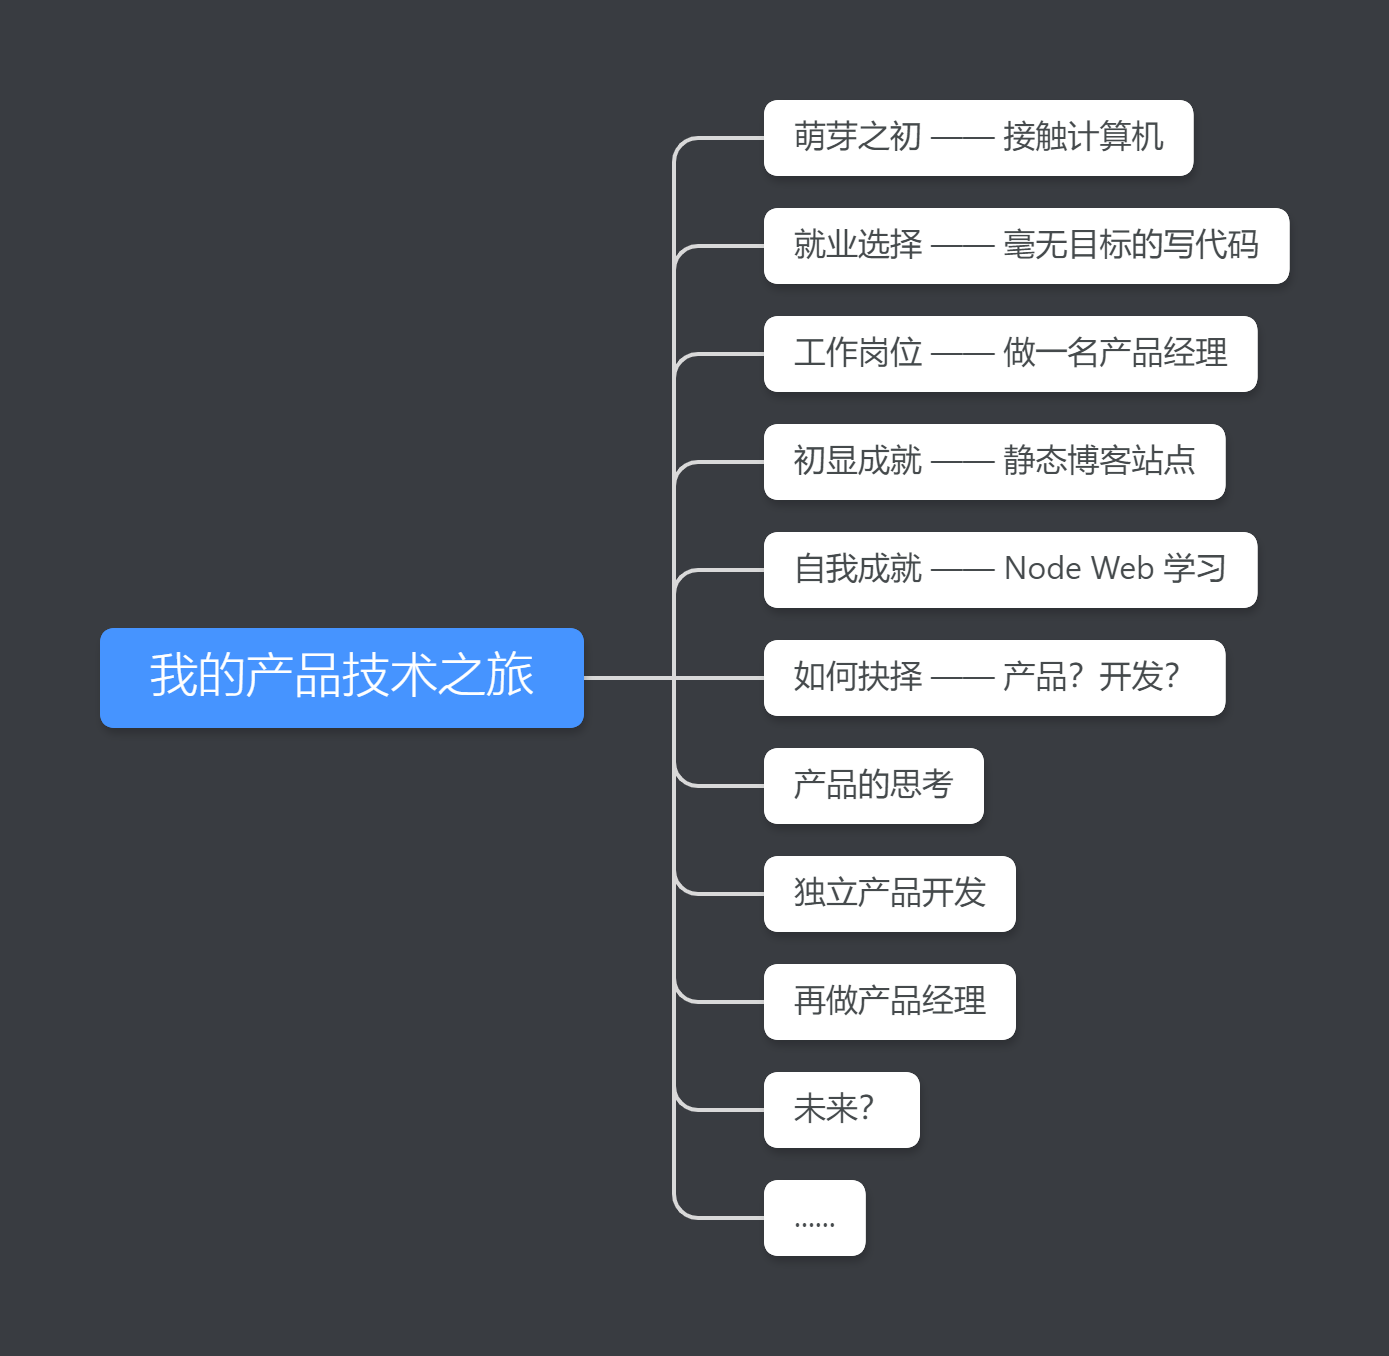 萌芽之初 —— 接触计算机
就业选择 —— 毫无目标的写代码
工作岗位 —— 做一名产品经理
初显成就 —— 静态博客站点
自我成就 —— Node Web 学习
我的产品技术之旅
如何抉择 —— 产品？开发？
产品的思考
独立产品开发
再做产品经理
未来？
……